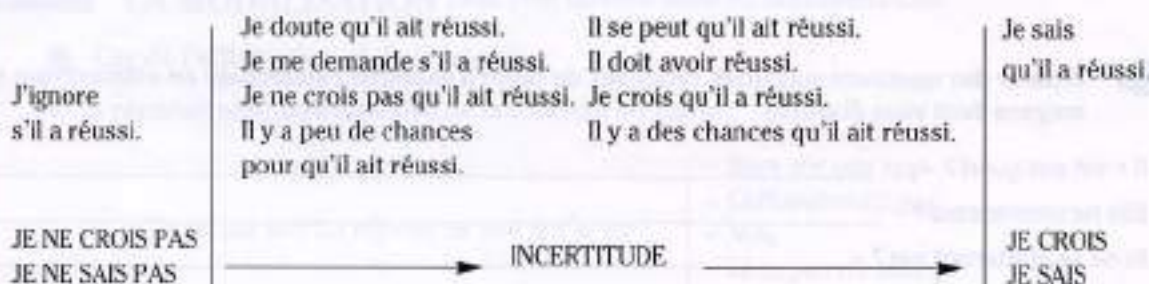 J'ignore
s'il a réussi.
Je doute qu'il ait réussi.
Je me demande s'il a réussi.
Je ne crois pas qu'il ait réussi.
Il y a peu de chances
pour qu'il ait réussi.
Il se peut qu'il ait réussi.
Il doit avoir réussi.
Je crois qu'il a réussi.
Il y a des chances qu'il ait réussi.
Je sais
qu'il a réussi.
JE NE CROIS PAS
JE NE SAIS PAS
INCERTITUDE
JE CROIS
JE SAIS